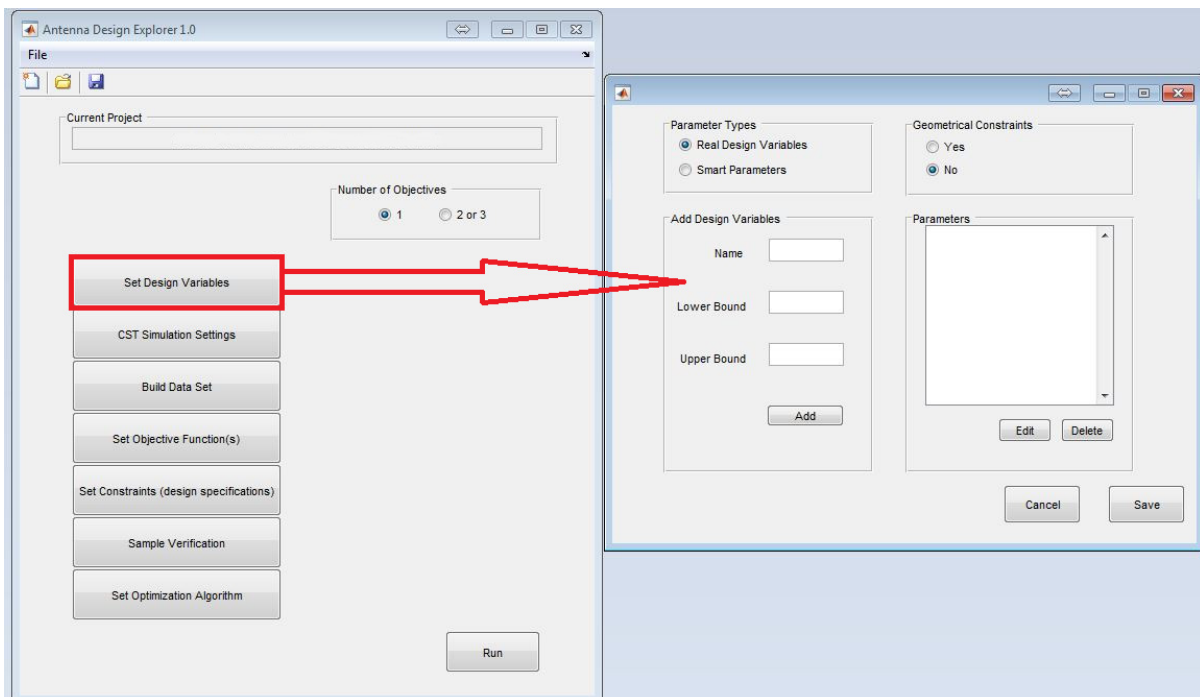 Antenna Design Explorer 1.0
File
Current Project
Number of Objectives
1 2 or 3
Set Design Variables
CST Simulation Settings
Build Data Set
Set Objective Function(s)
Set Constraints (design specifications)
Sample Verification
Set Optimization Algorithm
Run
Parameter Types
Real Design Variables
Smart Parameters
Geometrical Constraints
Yes
No
Add Design Variables
Name
Lower Bound
Upper Bound
Add
Parameters
Edit Delete
Cancel Save